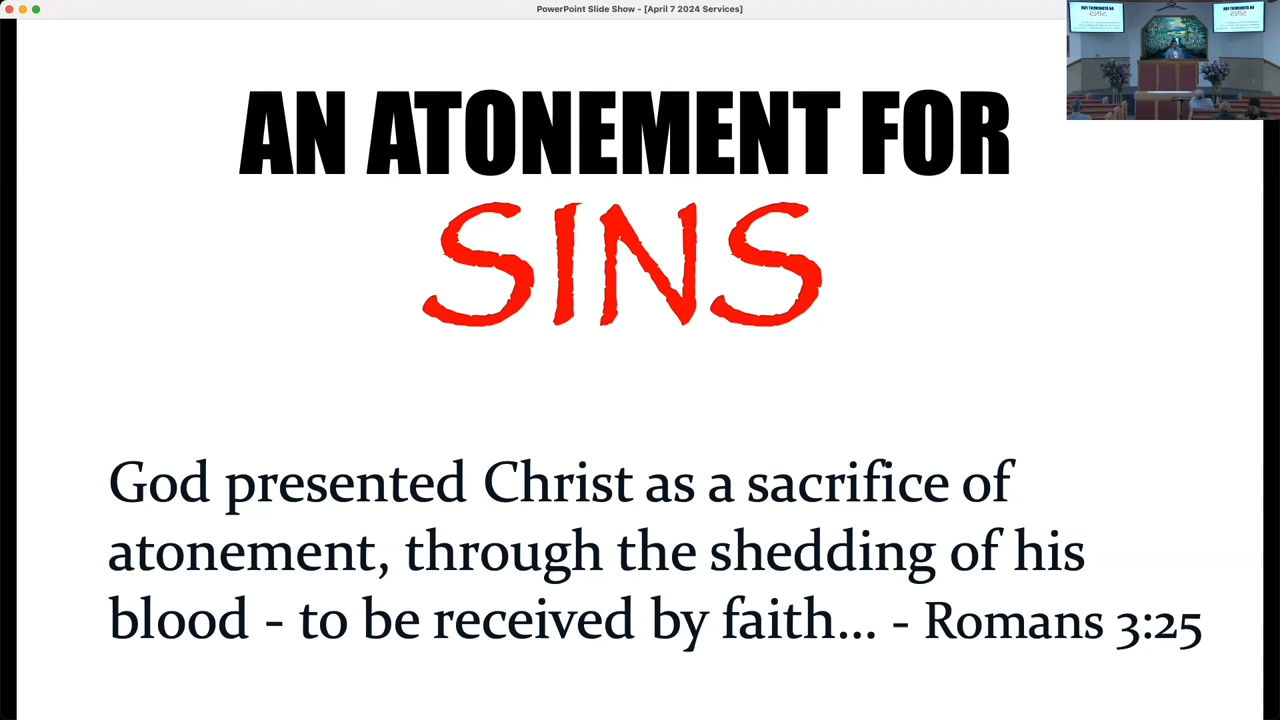 PowerPoint Slide Show - [April 7 2024 Services]
AN ATONEMENT FOR
SINS
God presented Christ as a sacrifice of
atonement, through the shedding of his
blood - to be received by faith... - Romans 3:25